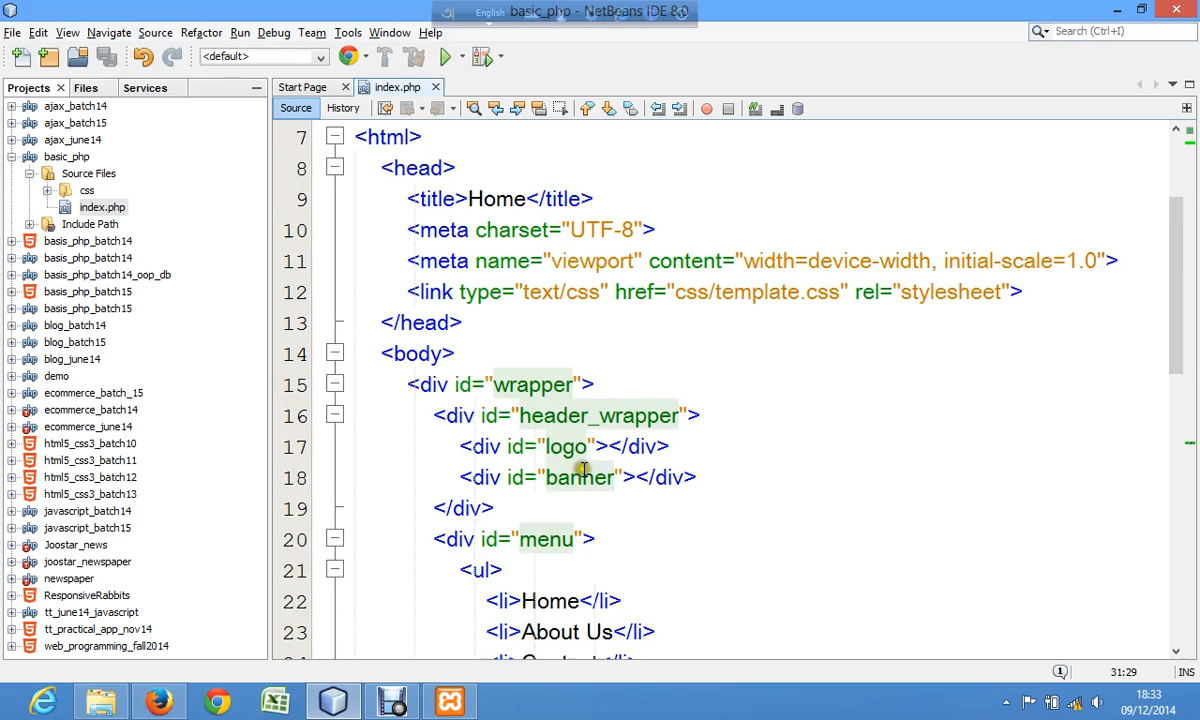 English
basic_php - NetBeans IDE 8.0
File Edit View Navigate Source Refactor Run Debug Team Tools Window Help
Search (Ctrl+I)
<default>
Projects Files Services
Start Page index.php
Source History
ajax_batch14
ajax_batch15
ajax_june14
basic_php
Source Files
css
index.php
Include Path
basis_php_batch14
basis_php_batch14
basis_php_batch14_oop_db
basis_php_batch15
basis_php_batch15
blog_batch14
blog_batch15
blog_june14
demo
ecommerce_batch_15
ecommerce_batch14
ecommerce_june14
html5_css3_batch10
html5_css3_batch11
html5_css3_batch12
html5_css3_batch13
javascript_batch14
javascript_batch15
Joostar_news
joostar_newspaper
newspaper
ResponsiveRabbits
tt_june14_javascript
tt_practical_app_nov14
web_programming_fall2014
7 <html>
8 <head>
9 <title>Home</title>
10 <meta charset="UTF-8">
11 <meta name="viewport" content="width=device-width, initial-scale=1.0">
12 <link type="text/css" href="css/template.css" rel="stylesheet">
13 </head>
14 <body>
15 <div id="wrapper">
16 <div id="header_wrapper">
17 <div id="logo"></div>
18 <div id="banner"></div>
19 </div>
20 <div id="menu">
21 <ul>
22 <li>Home</li>
23 <li>About Us</li>
31:29 INS
18:33
09/12/2014